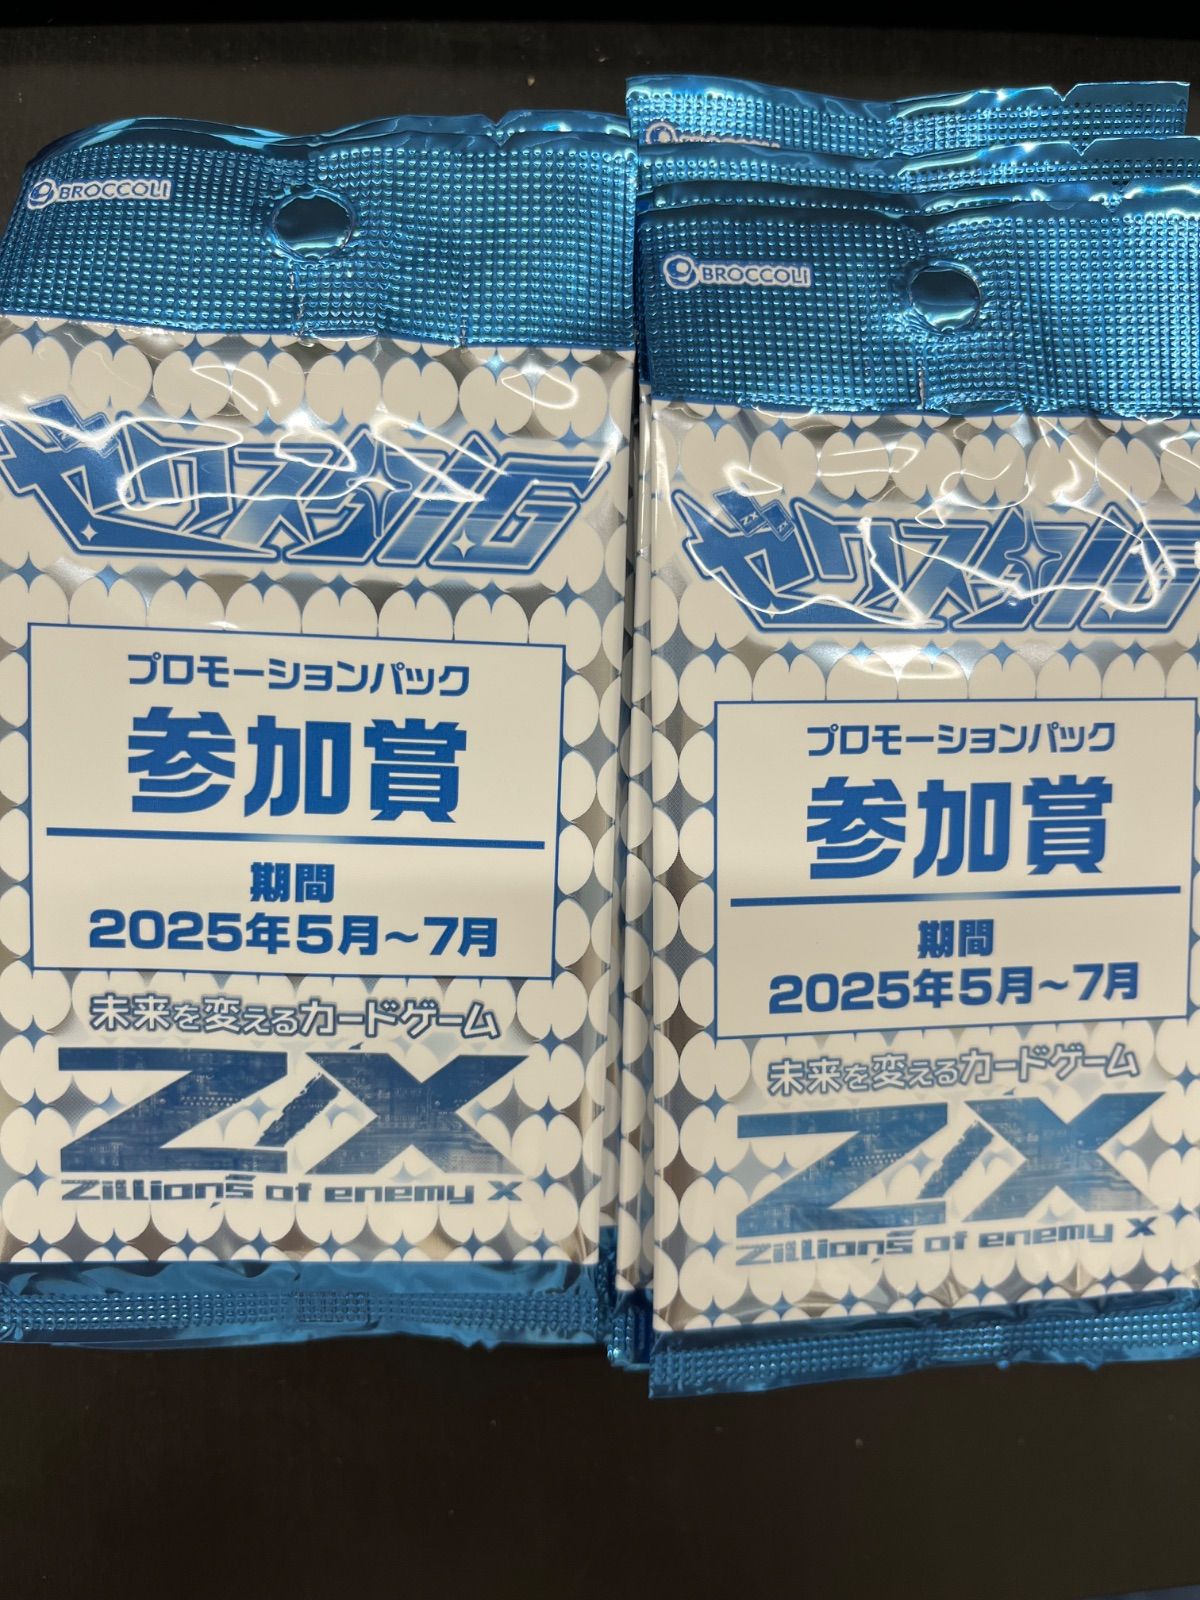 BROCCOLI
ゼクスタ!G
プロモーションパック
参加賞
期間
2025年5月~7月
未来を変えるカードゲーム
Z/X
Zillions of enemy X
BROCCOLI
ゼクスタ!G
プロモーションパック
参加賞
期間
2025年5月~7月
未来を変えるカードゲーム
Z/X
Zillions of enemy X